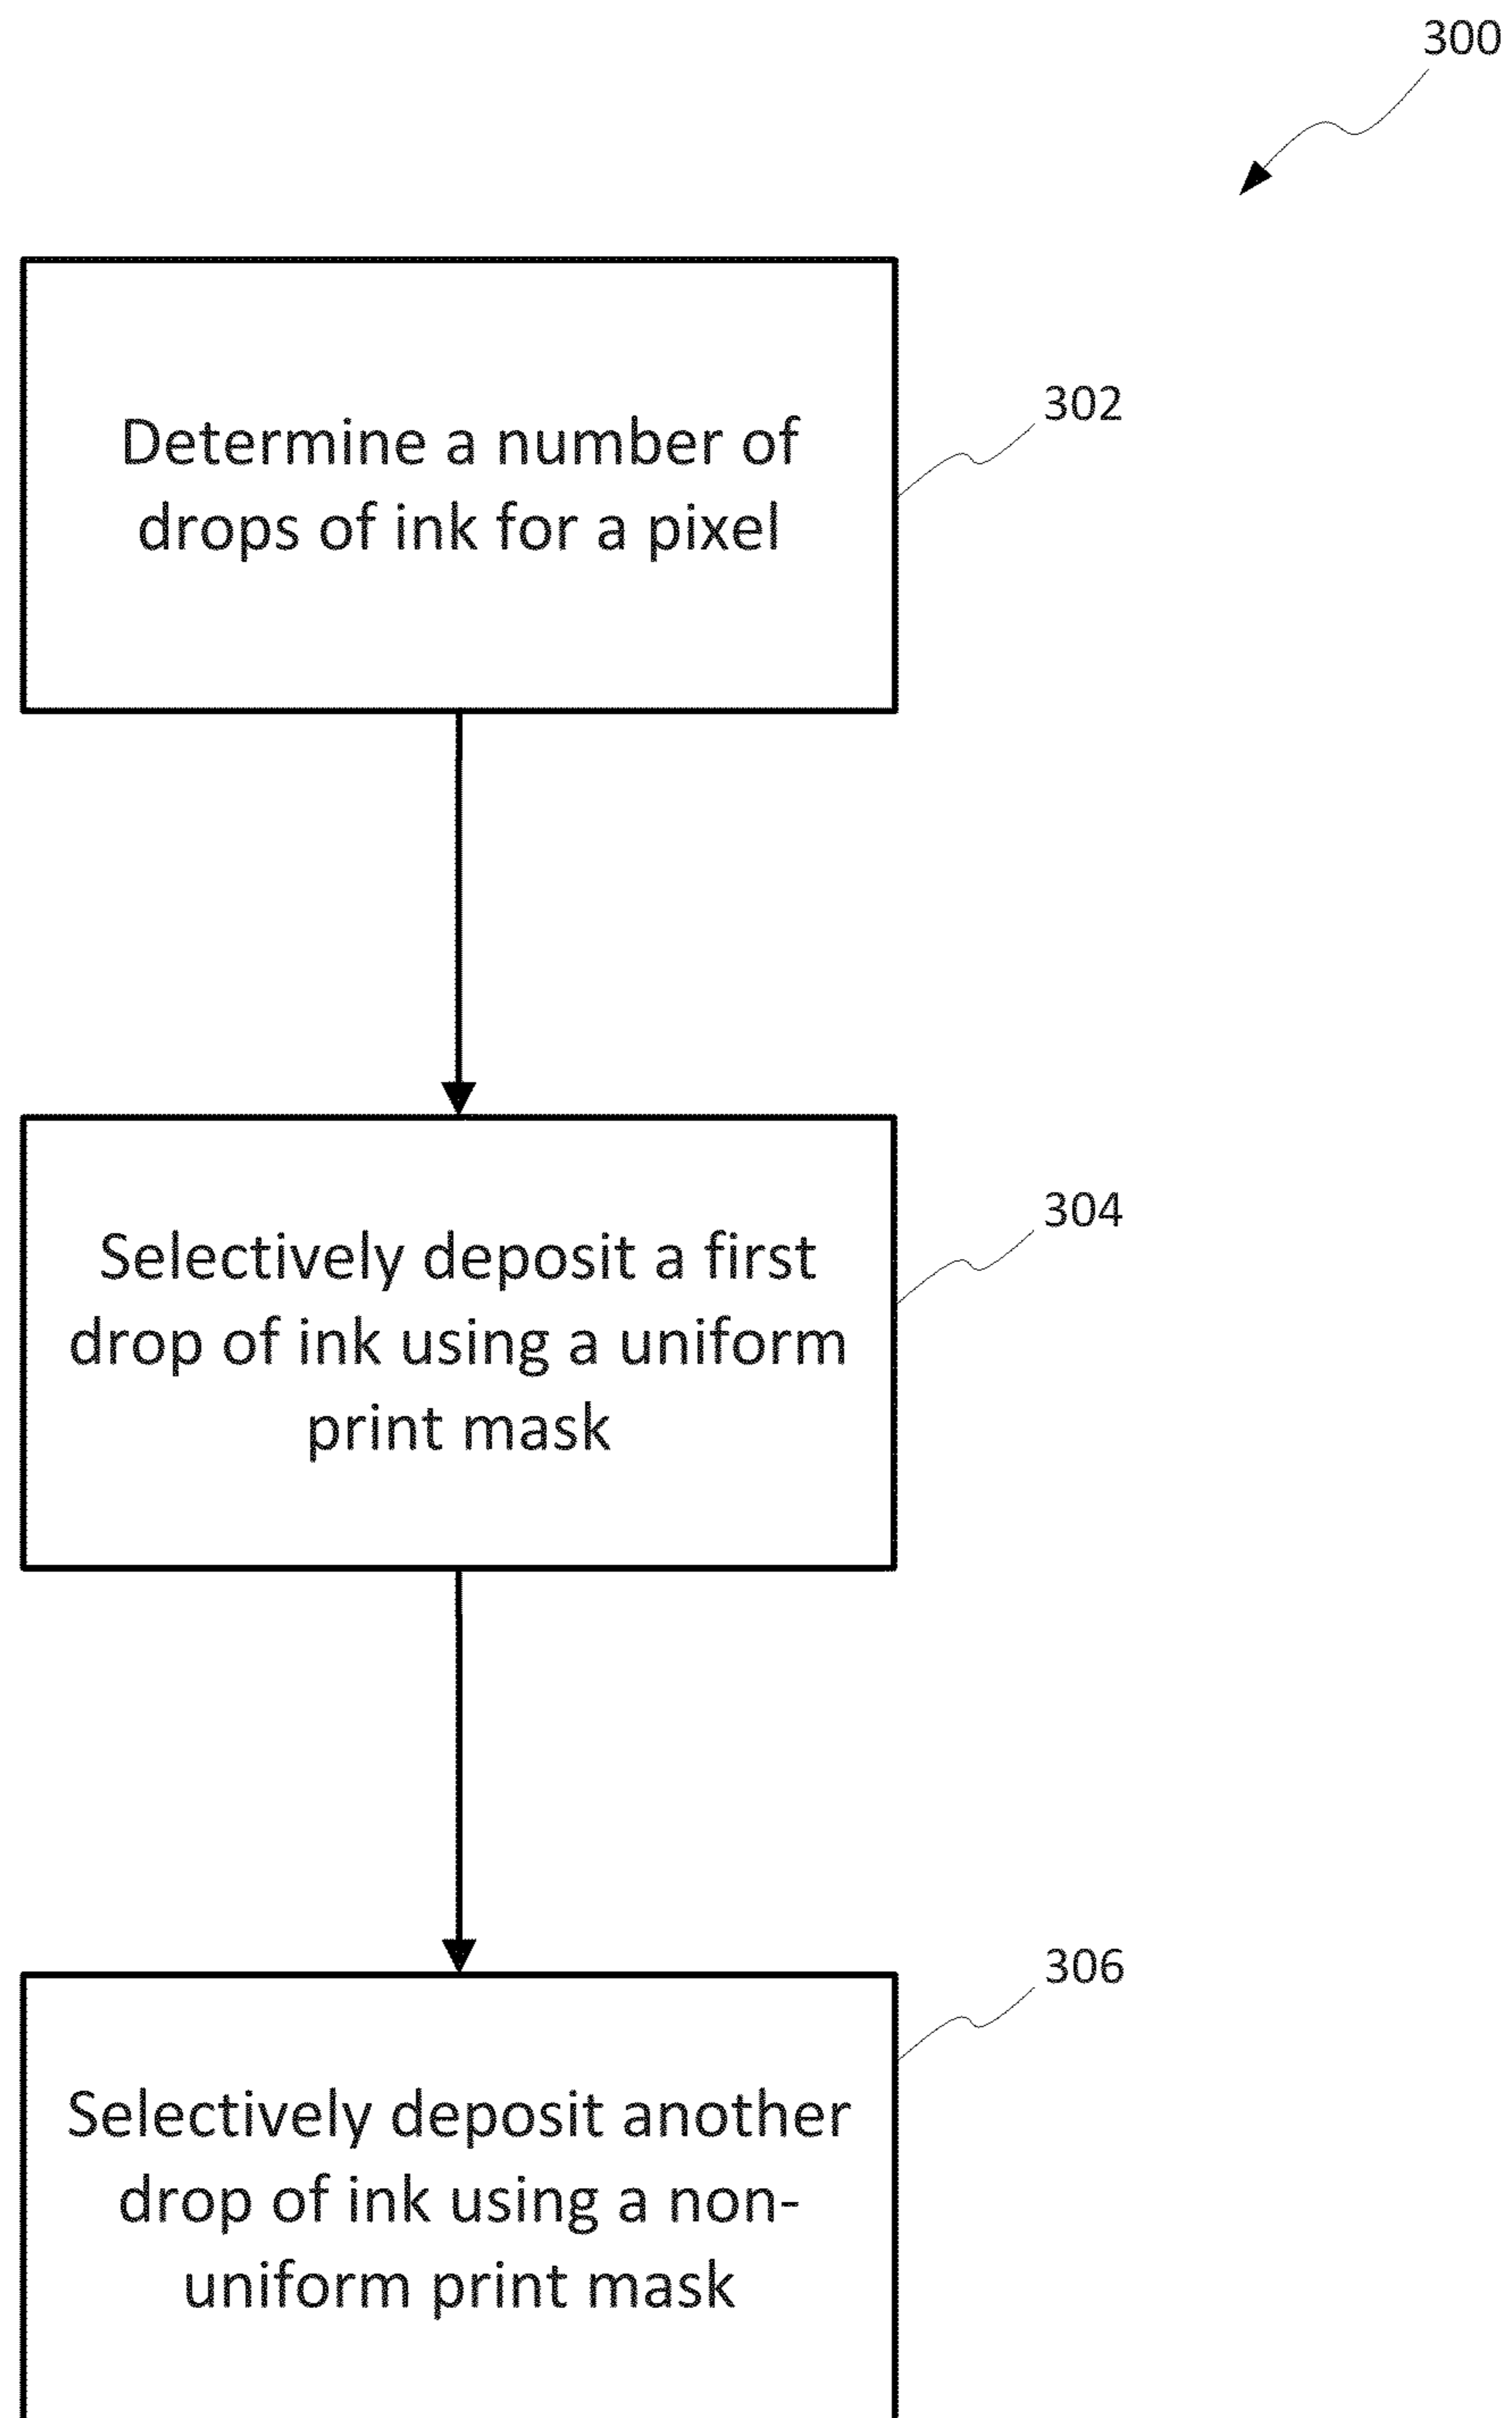 300
Determine a number of
drops of ink for a pixel
302
Selectively deposit a first
drop of ink using a uniform
print mask
304
Selectively deposit another
drop of ink using a non-
uniform print mask
306